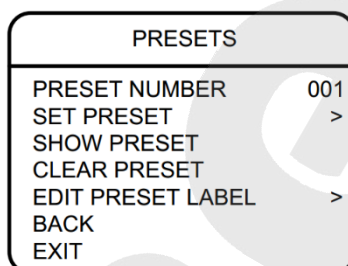 PRESETS
PRESET NUMBER 001
SET PRESET >
SHOW PRESET
CLEAR PRESET
EDIT PRESET LABEL >
BACK
EXIT